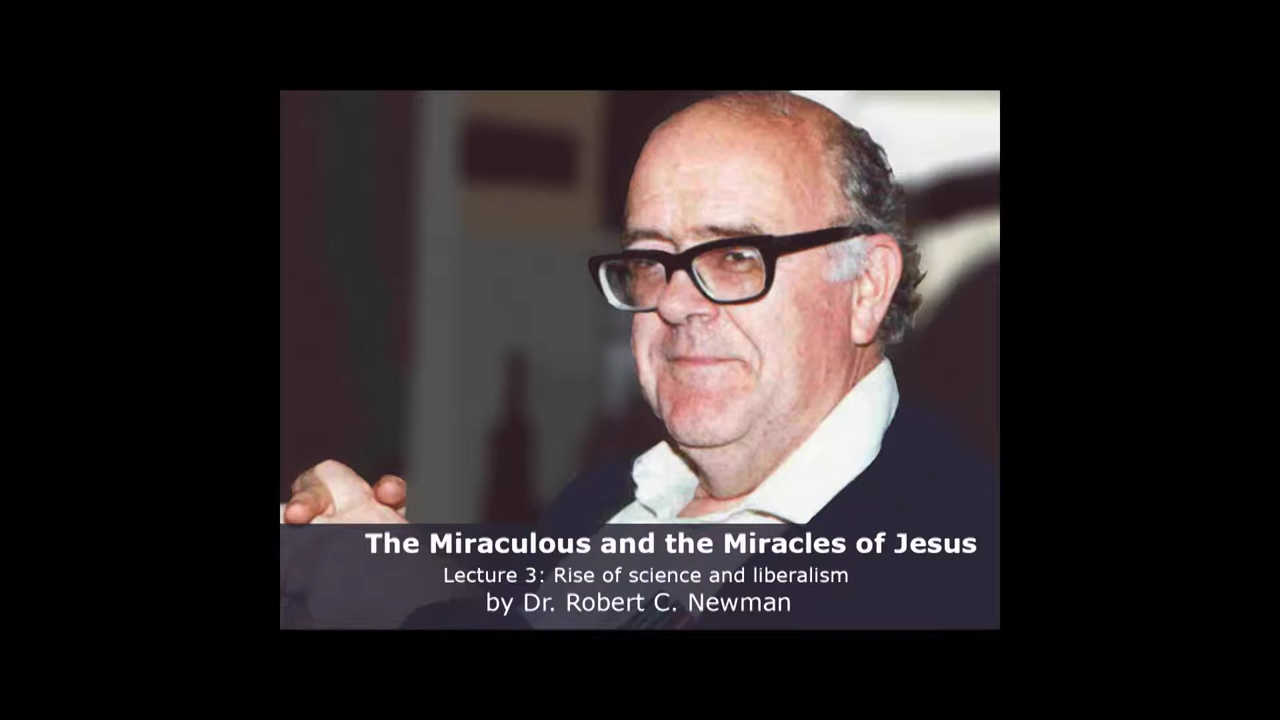 The Miraculous and the Miracles of Jesus
Lecture 3: Rise of science and liberalism
by Dr. Robert C. Newman